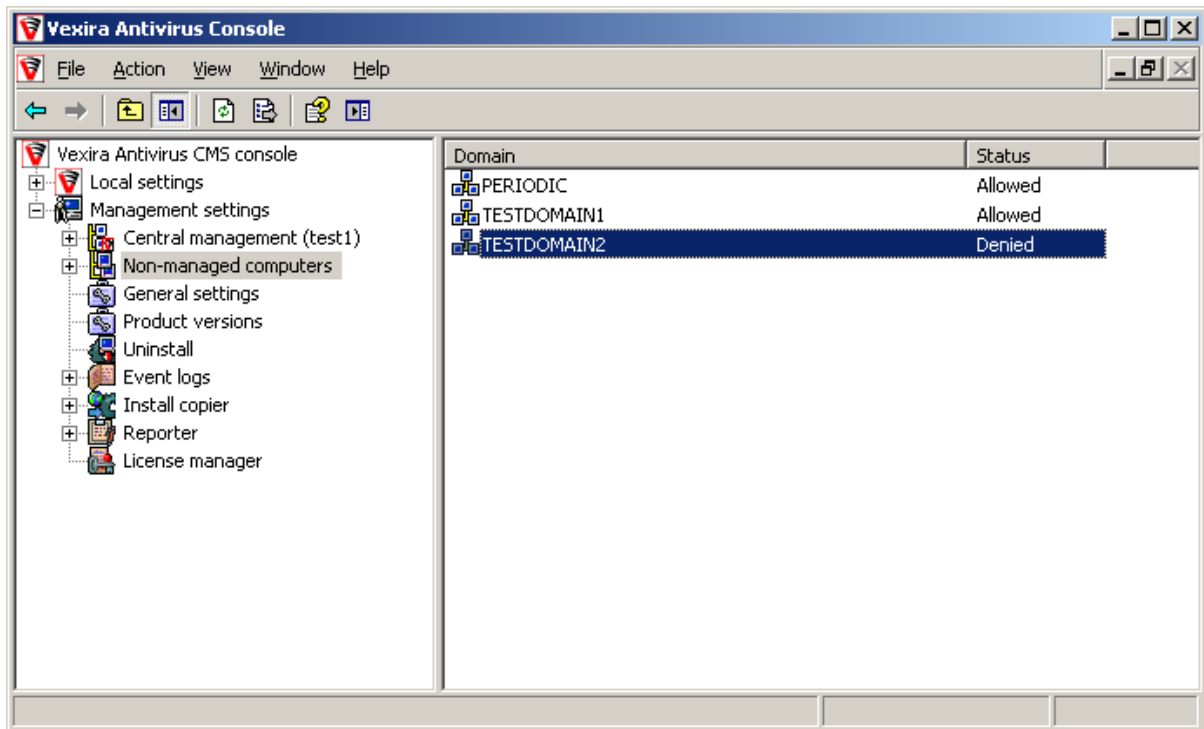 Vexira Antivirus Console
File Action View Window Help
Vexira Antivirus CMS console
Local settings
Management settings
Central management (test1)
Non-managed computers
General settings
Product versions
Uninstall
Event logs
Install copier
Reporter
License manager
Domain Status
PERIODIC Allowed
TESTDOMAIN1 Allowed
TESTDOMAIN2 Denied